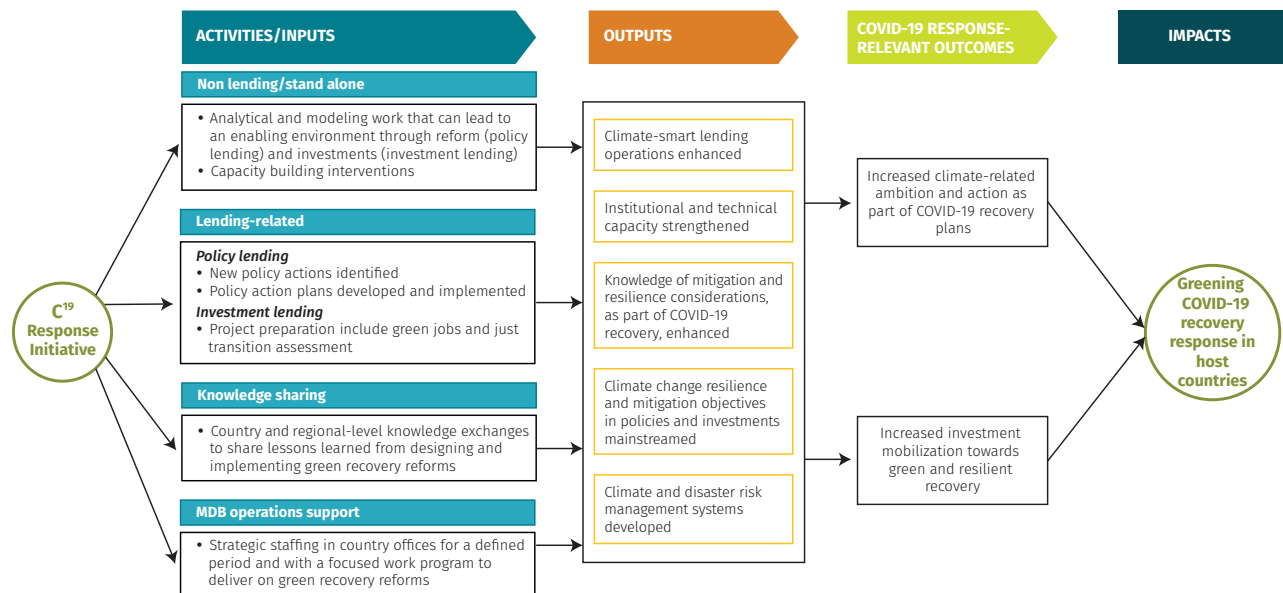 ACTIVITIES/INPUTS
OUTPUTS
COVID-19 RESPONSE-
RELEVANT OUTCOMES
IMPACTS
C¹⁹
Response
Initiative
Non lending/stand alone
• Analytical and modeling work that can lead to
an enabling environment through reform (policy
lending) and investments (investment lending)
• Capacity building interventions
Lending-related
Policy lending
• New policy actions identified
• Policy action plans developed and implemented
Investment lending
• Project preparation include green jobs and just
transition assessment
Knowledge sharing
• Country and regional-level knowledge exchanges
to share lessons learned from designing and
implementing green recovery reforms
MDB operations support
• Strategic staffing in country offices for a defined
period and with a focused work program to
deliver on green recovery reforms
Climate-smart lending
operations enhanced
Institutional and technical
capacity strengthened
Knowledge of mitigation and
resilience considerations,
as part of COVID-19
recovery, enhanced
Climate change resilience
and mitigation objectives
in policies and investments
mainstreamed
Climate and disaster risk
management systems
developed
Increased climate-related
ambition and action as
part of COVID-19 recovery
plans
Increased investment
mobilization towards
green and resilient
recovery
Greening
COVID-19
recovery
response in
host
countries